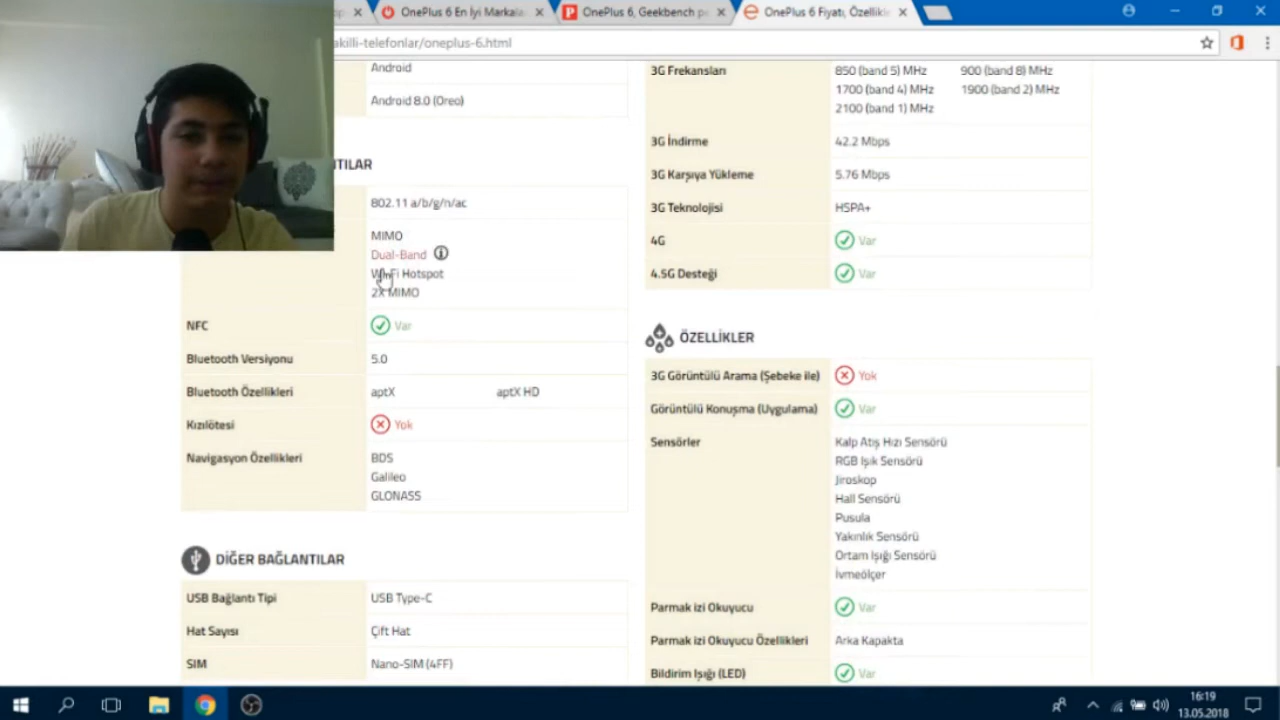 OnePlus 6 En İyi Markala
OnePlus 6, Geekbench pe
OnePlus 6 Fiyatı, Özellikle
akilli-telefonlar/oneplus-6.html
Android
Android 8.0 (Oreo)
NTILAR
802.11 a/b/g/n/ac
MIMO
Dual-Band
Wi-Fi Hotspot
2X MIMO
NFC Var
Bluetooth Versiyonu 5.0
Bluetooth Özellikleri aptX aptX HD
Kızılötesi Yok
Navigasyon Özellikleri BDS
Galileo
GLONASS
DİĞER BAĞLANTILAR
USB Bağlantı Tipi USB Type-C
Hat Sayısı Çift Hat
SIM Nano-SIM (4FF)
3G Frekansları 850 (band 5) MHz 900 (band 8) MHz
1700 (band 4) MHz 1900 (band 2) MHz
2100 (band 1) MHz
3G İndirme 42.2 Mbps
3G Karşıya Yükleme 5.76 Mbps
3G Teknolojisi HSPA+
4G Var
4.5G Desteği Var
ÖZELLİKLER
3G Görüntülü Arama (Şebeke ile) Yok
Görüntülü Konuşma (Uygulama) Var
Sensörler Kalp Atış Hızı Sensörü
RGB Işık Sensörü
Jiroskop
Hall Sensörü
Pusula
Yakınlık Sensörü
Ortam Işığı Sensörü
İvmeölçer
Parmak izi Okuyucu Var
Parmak izi Okuyucu Özellikleri Arka Kapakta
Bildirim Işığı (LED) Var
16:19
13.05.2018